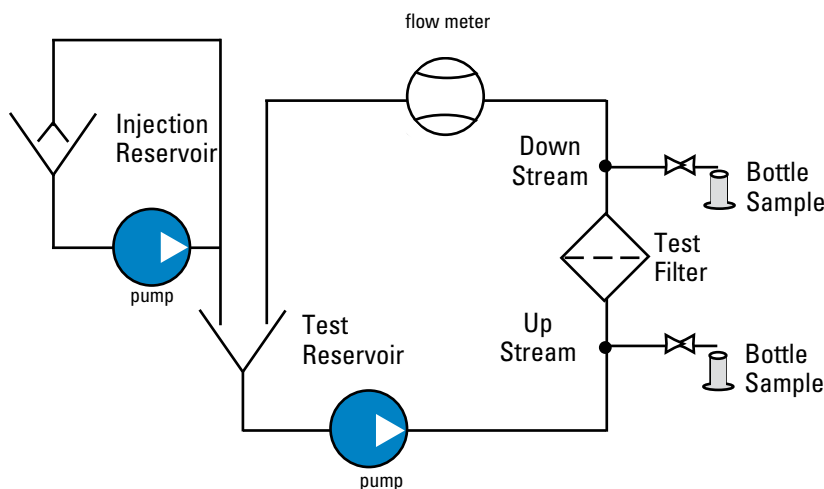 flow meter
Injection
Reservoir
pump
Down
Stream
Bottle
Sample
Test
Filter
Test
Reservoir
Up
Stream
Bottle
Sample
pump